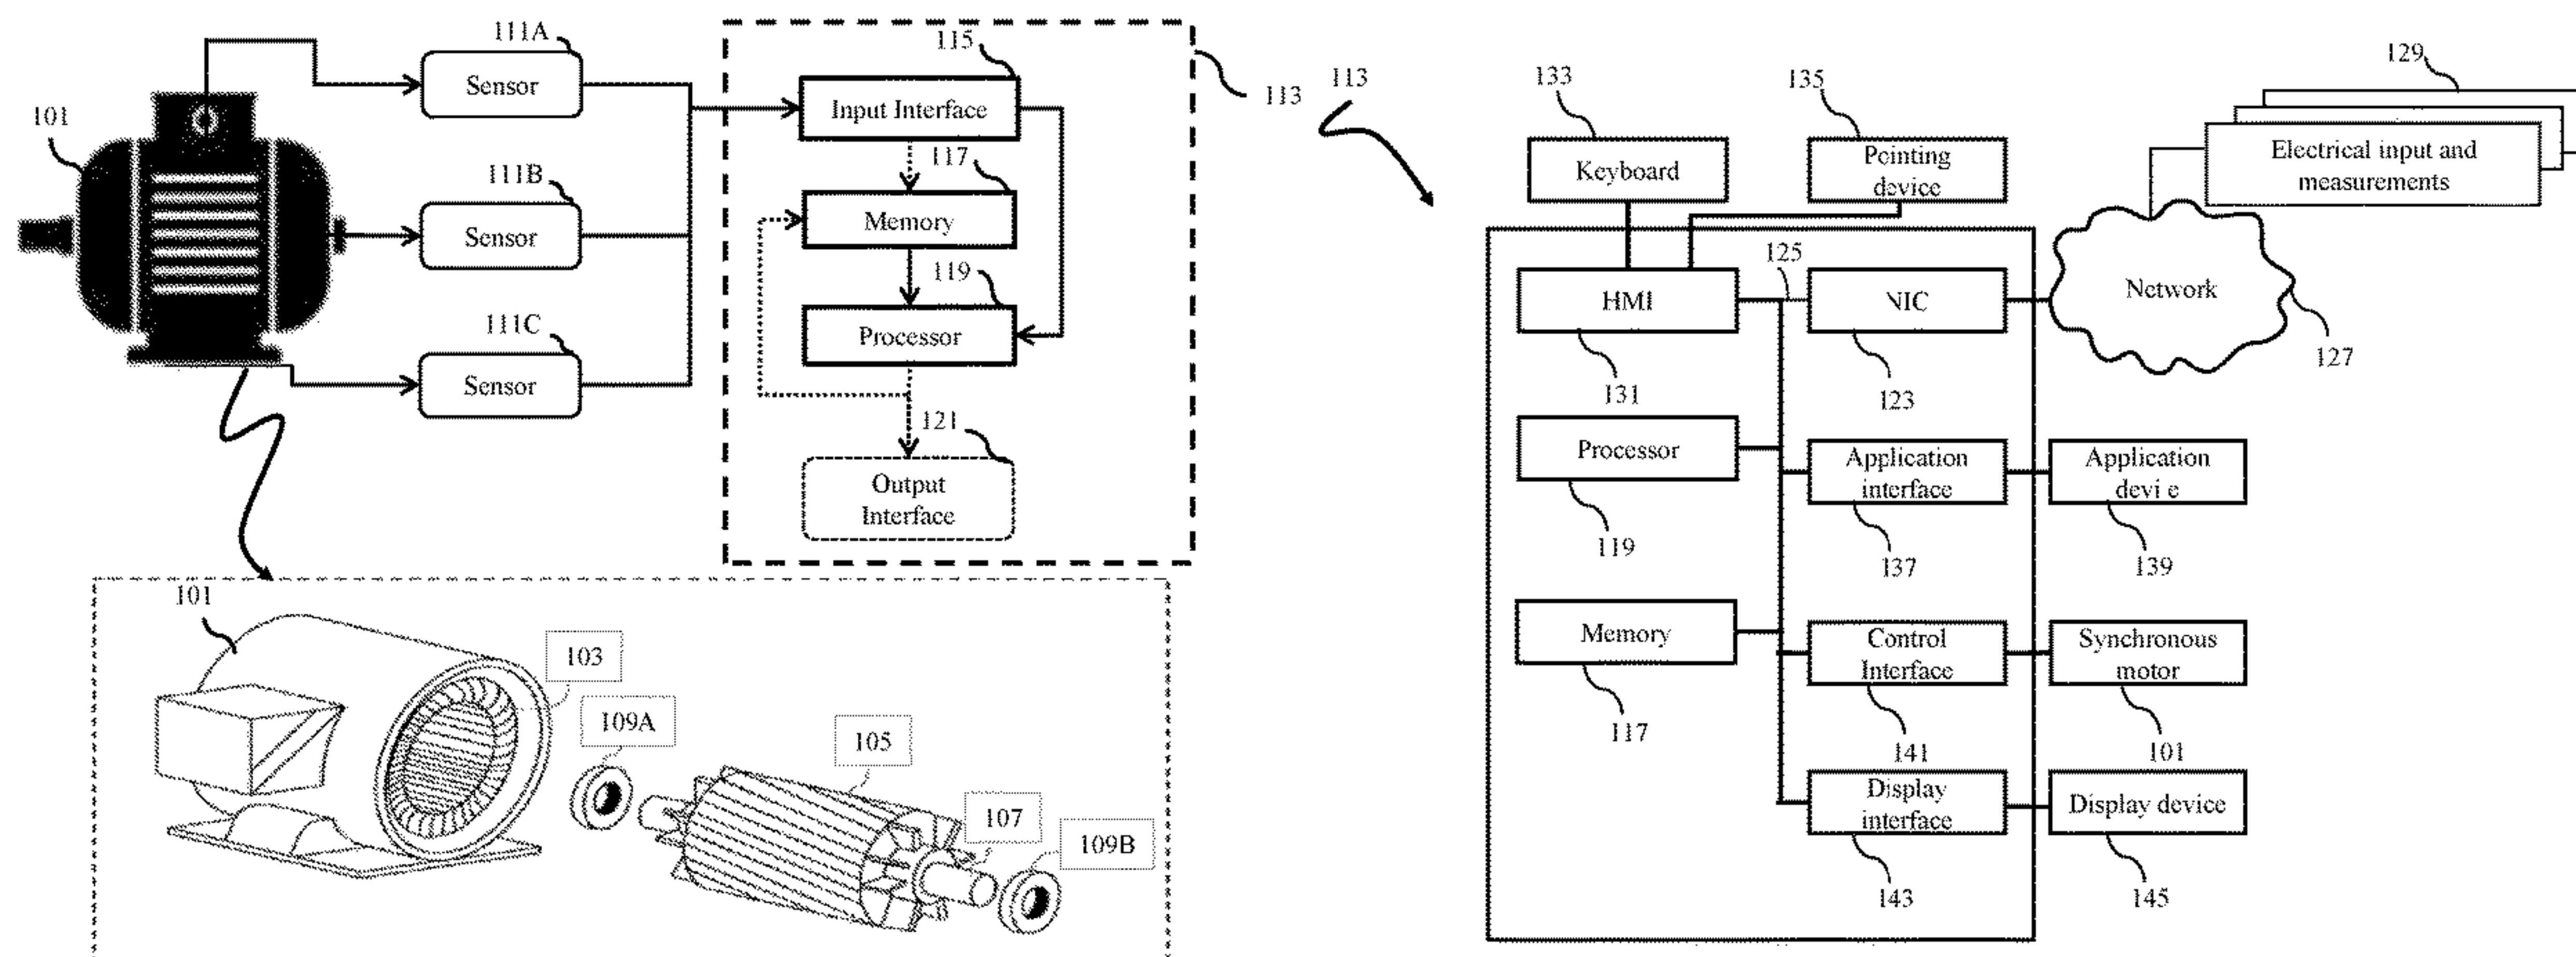 111A
Sensor
101
111B
Sensor
111C
Sensor
115
Input Interface
117
Memory
119
Processor
121
Output
Interface
113
101
103
109A
105
107
109B
113
133
Keyboard
135
Pointing
device
129
Electrical input and
measurements
125
HMI
131
NIC
123
Network
127
Processor
119
Application
interface
137
Application
devi e
139
Memory
117
Control
Interface
141
Synchronous
motor
101
Display
interface
143
Display device
145